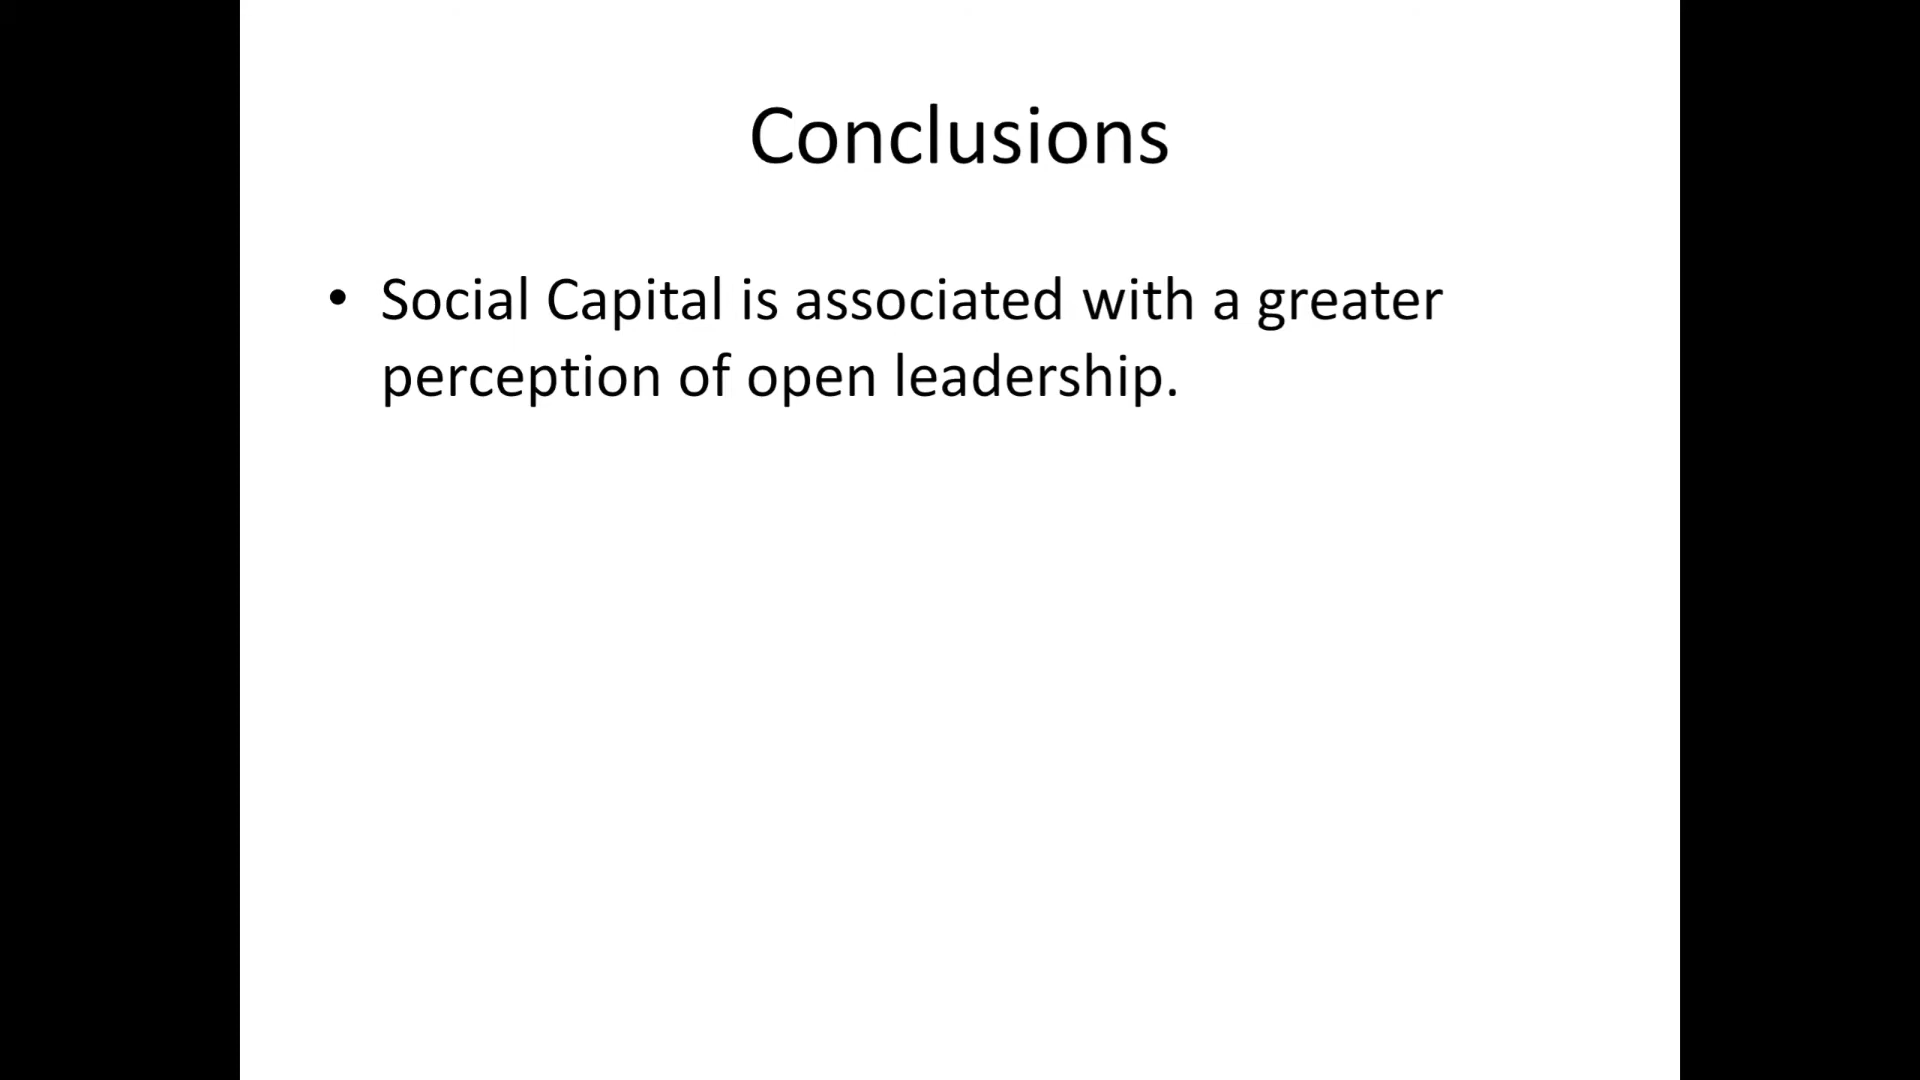 Conclusions
• Social Capital is associated with a greater
perception of open leadership.